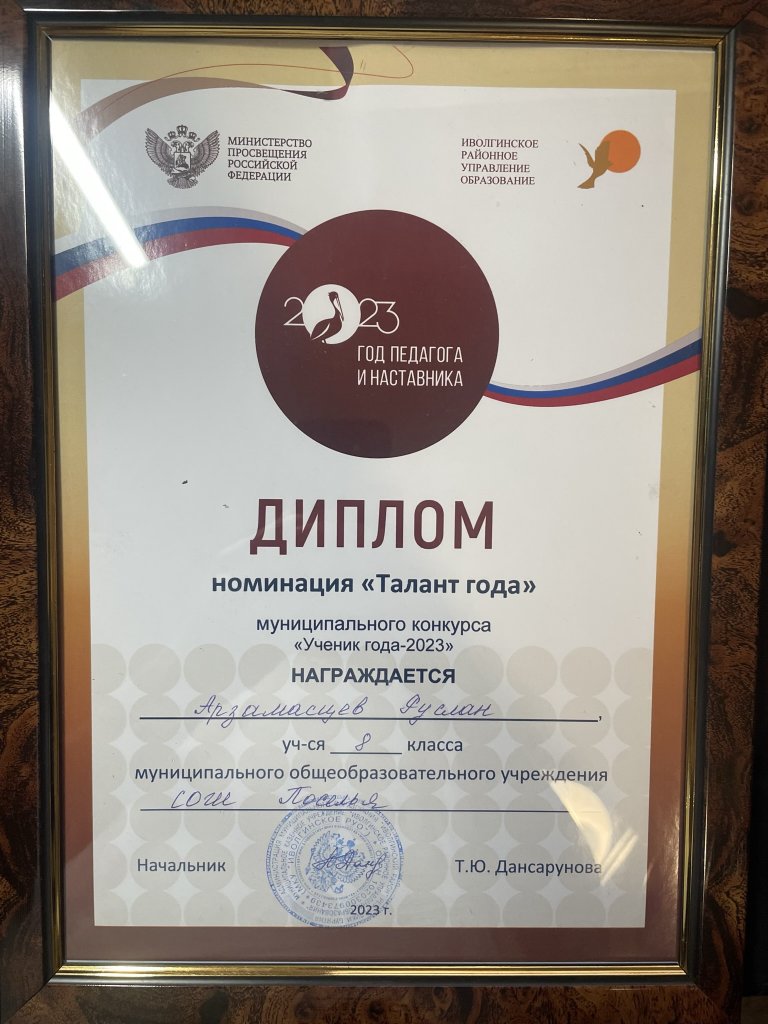 МИНИСТЕРСТВО
ПРОСВЕЩЕНИЯ
РОССИЙСКОЙ
ФЕДЕРАЦИИ
ИВОЛГИНСКОЕ
РАЙОННОЕ
УПРАВЛЕНИЕ
ОБРАЗОВАНИЕ
2023
ГОД ПЕДАГОГА
И НАСТАВНИКА
ДИПЛОМ
номинация «Талант года»
муниципального конкурса
«Ученик года-2023»
НАГРАЖДАЕТСЯ
Арзамасцев Руслан,
уч-ся 8 класса
муниципального общеобразовательного учреждения
СОШ Поселья
Начальник Т.Ю. Дансарунова
2023 г.